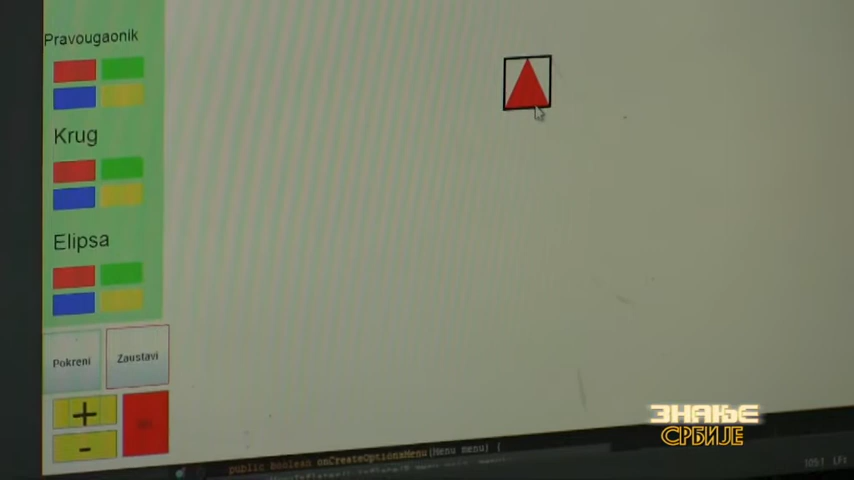 Pravougaonik
Krug
Elipsa
Pokreni
Zaustavi
+
-
ЗНАЊЕ
СРБИЈЕ
public boolean onCreateOptionsMenu(Menu menu) {